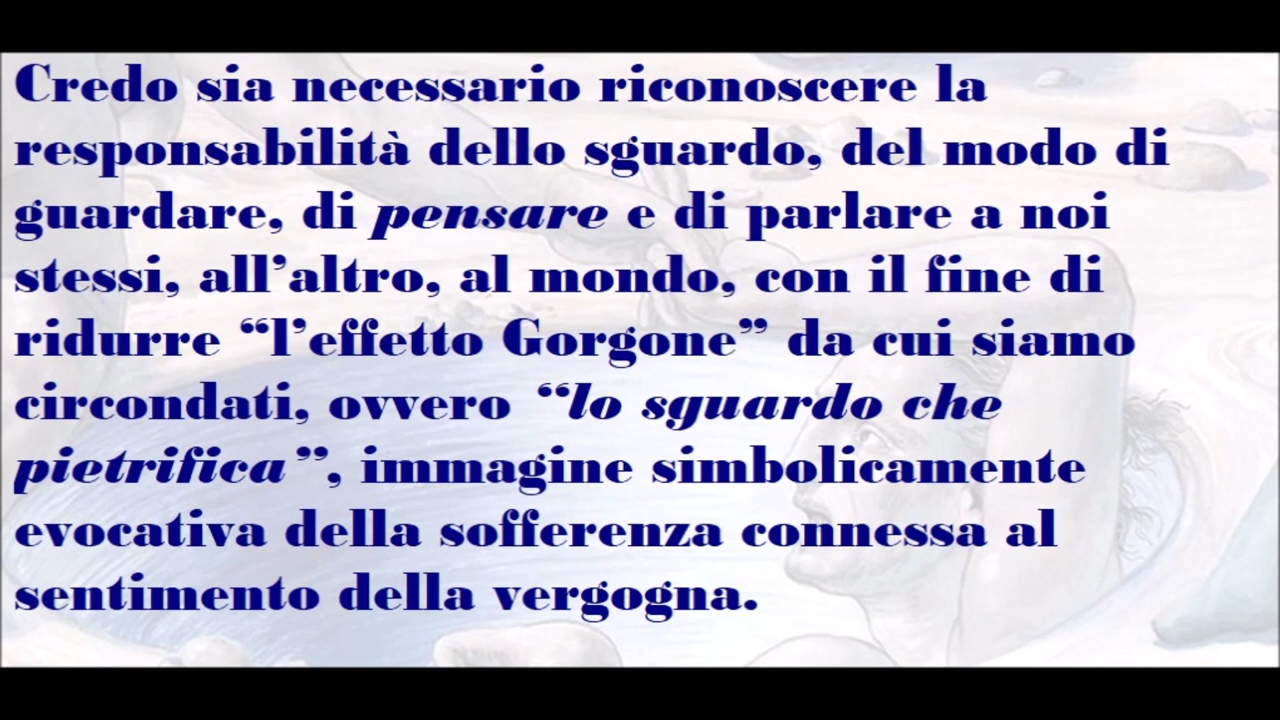 Credo sia necessario riconoscere la
responsabilità dello sguardo, del modo di
guardare, di pensare e di parlare a noi
stessi, all’altro, al mondo, con il fine di
ridurre “l’effetto Gorgone” da cui siamo
circondati, ovvero “lo sguardo che
pietrifica”, immagine simbolicamente
evocativa della sofferenza connessa al
sentimento della vergogna.